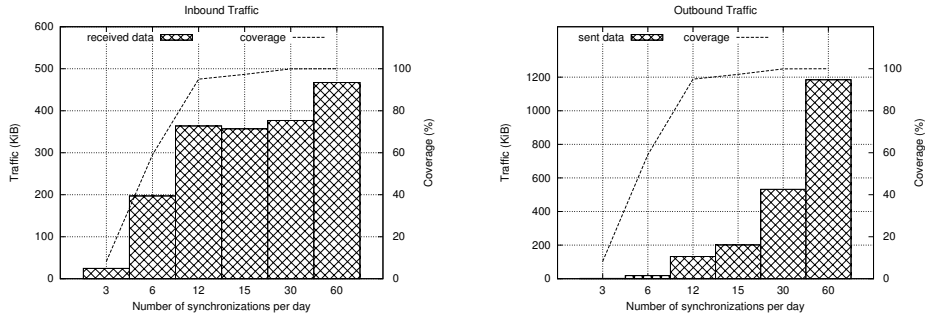 Inbound Traffic
received data
coverage
600
500
400
300
200
100
0
100
80
60
40
20
0
Traffic (KiB)
Coverage (%)
3 6 12 15 30 60
Number of synchronizations per day
Outbound Traffic
sent data
coverage
1200
1000
800
600
400
200
0
100
80
60
40
20
0
Traffic (KiB)
Coverage (%)
3 6 12 15 30 60
Number of synchronizations per day